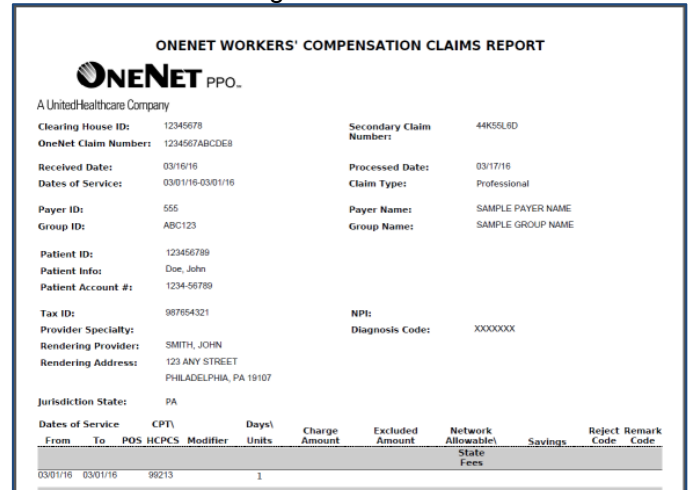 ONENET WORKERS' COMPENSATION CLAIMS REPORT
ONENET PPO
A UnitedHealthcare Company
Clearing House ID: 12345678 Secondary Claim Number: 44K55L6D
OneNet Claim Number: 1234567ABCDE8
Received Date: 03/16/16 Processed Date: 03/17/16
Dates of Service: 03/01/16-03/01/16 Claim Type: Professional
Payer ID: 555 Payer Name: SAMPLE PAYER NAME
Group ID: ABC123 Group Name: SAMPLE GROUP NAME
Patient ID: 123456789
Patient Info: Doe, John
Patient Account #: 1234-56789
Tax ID: 987654321 NPI:
Provider Specialty: Diagnosis Code: XXXXXXX
Rendering Provider: SMITH, JOHN
Rendering Address: 123 ANY STREET
PHILADELPHIA, PA 19107
Jurisdiction State: PA
Dates of Service CPT\ Days\ Charge Excluded Network Reject Remark
From To POS HCPCS Modifier Units Amount Amount Allowable\ Savings Code Code
State
Fees
03/01/16 03/01/16 99213 1